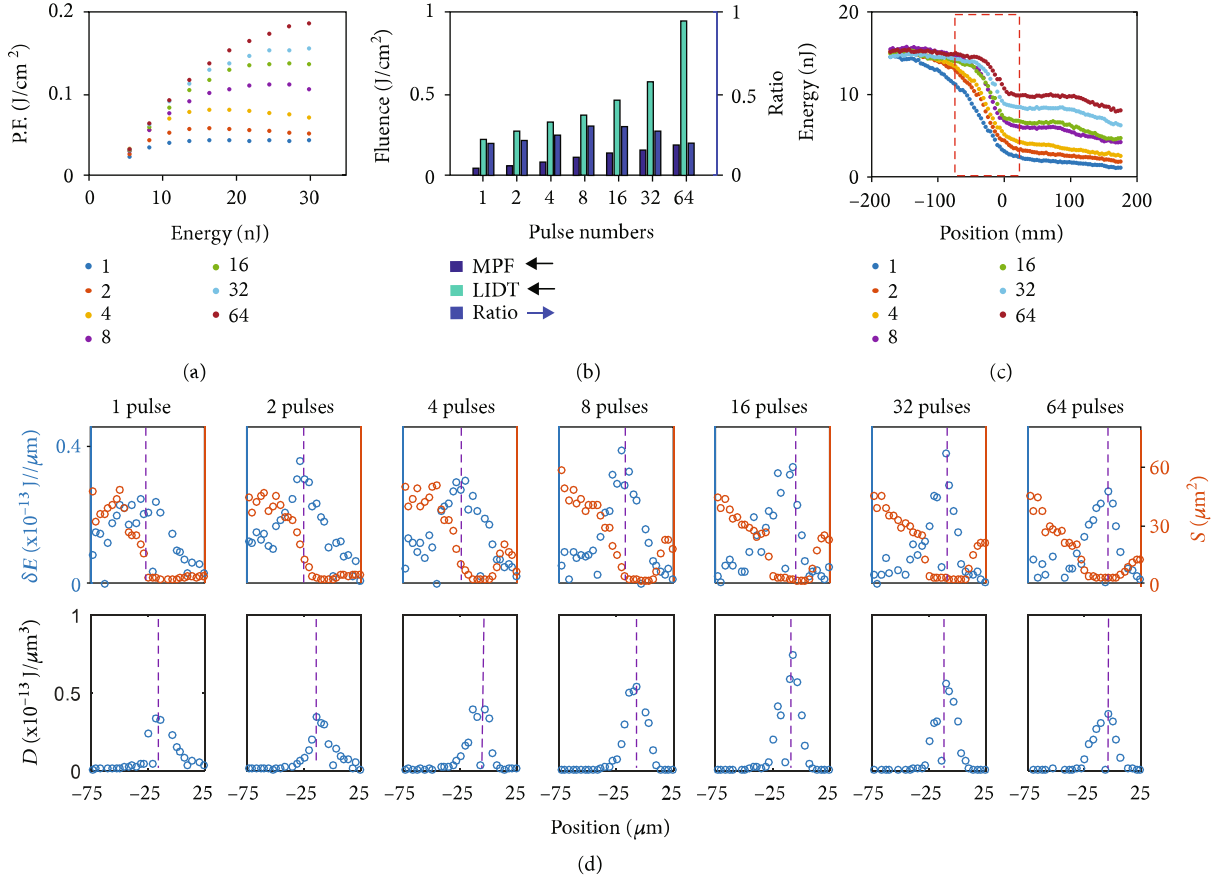 0.2
0.1
0
P.F. (J/cm²)
0 10 20 30 40
Energy (nJ)
1
2
4
8
16
32
64
(a)
1
0.5
0
Fluence (J/cm²)
1
0.5
0
Ratio
1 2 4 8 16 32 64
Pulse numbers
MPF
LIDT
Ratio
(b)
20
10
0
Energy (nJ)
−200 −100 0 100 200
Position (mm)
1
2
4
8
16
32
64
(c)
1 pulse 2 pulses 4 pulses 8 pulses 16 pulses 32 pulses 64 pulses
0.4
0
δE (x10⁻¹³ J//μm)
60
30
0
S (μm²)
1
0.5
0
D (x10⁻¹³ J/μm³)
−75 −25 25 −75 −25 25 −75 −25 25 −75 −25 25 −75 −25 25 −75 −25 25 −75 −25 25
Position (μm)
(d)